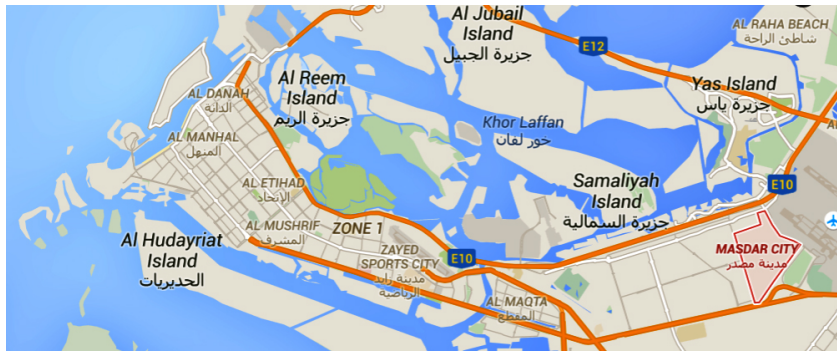 AL RAHA BEACH
شاطئ الراحة
Al Jubail
Island
جزيرة الجبيل
E12
Al Reem
Island
جزيرة الريم
AL DANAH
الدانة
Yas Island
جزيرة ياس
Khor Laffan
خور لفان
AL MANHAL
المنهل
AL ETIHAD
الاتحاد
Samaliyah
Island
جزيرة السمالية
E10
AL MUSHRIF
المشرف
ZONE 1
Al Hudayriat
Island
الحديريات
ZAYED
SPORTS CITY
مدينة زايد
الرياضية
E10
MASDAR CITY
مدينة مصدر
AL MAQTA
المقطع